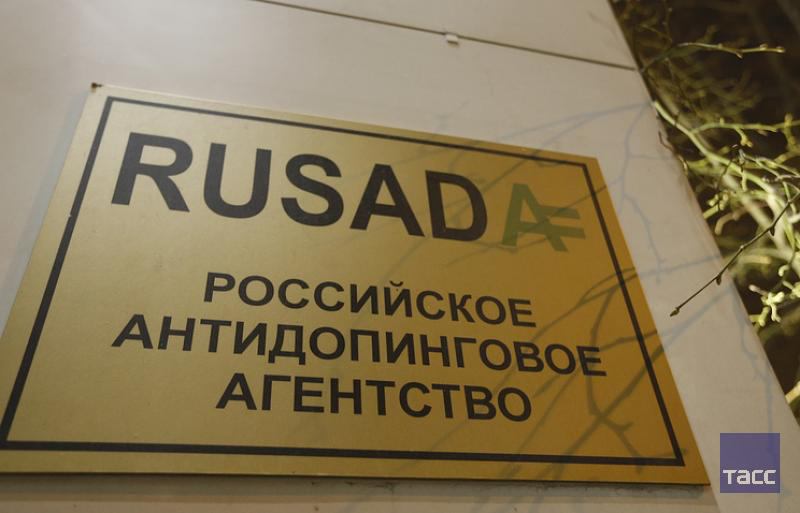 RUSADA
РОССИЙСКОЕ
АНТИДОПИНГОВОЕ
АГЕНТСТВО
ТАСС